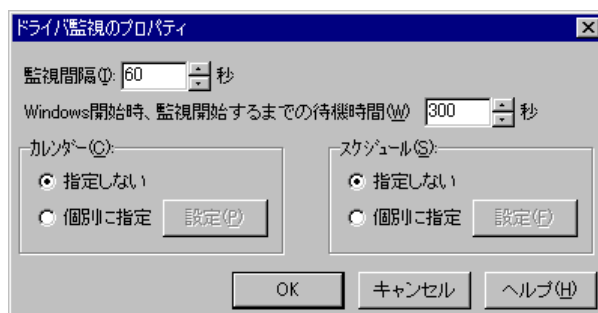 ドライバ監視のプロパティ
監視間隔(I): 60 秒
Windows開始時、監視開始するまでの待機時間(W) 300 秒
カレンダー(C):
指定しない
個別に指定 設定(P)
スケジュール(S):
指定しない
個別に指定 設定(F)
OK キャンセル ヘルプ(H)